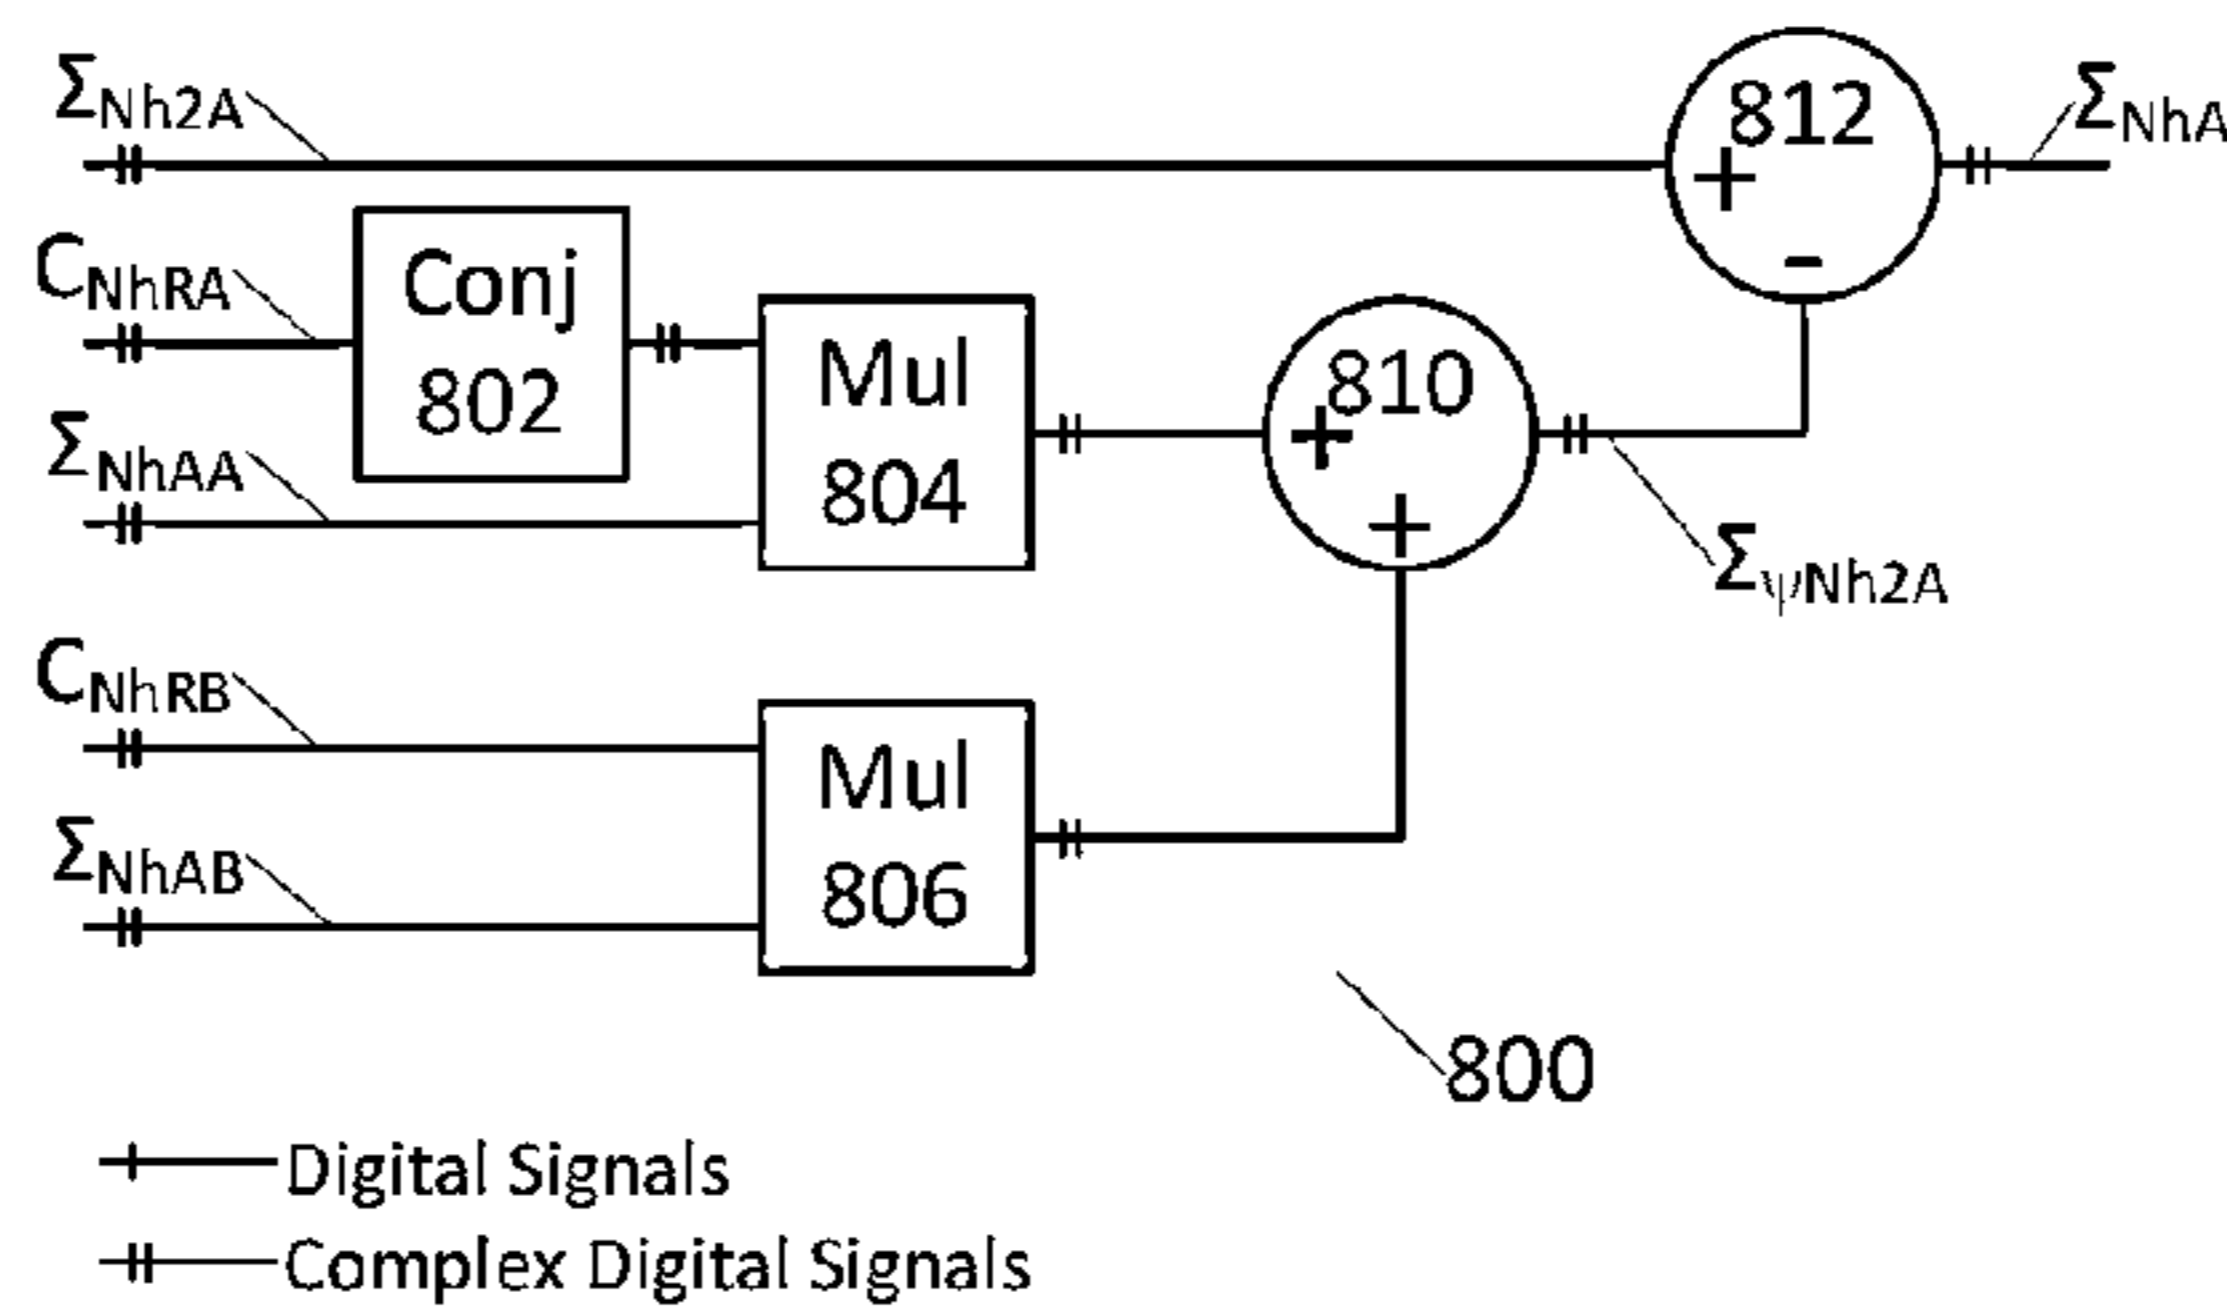 ΣNh2A
812
ΣNhA
+
-
CNhRA
Conj
802
ΣNhAA
Mul
804
810
+
+
ΣψNh2A
CNhRB
ΣNhAB
Mul
806
800
Digital Signals
Complex Digital Signals